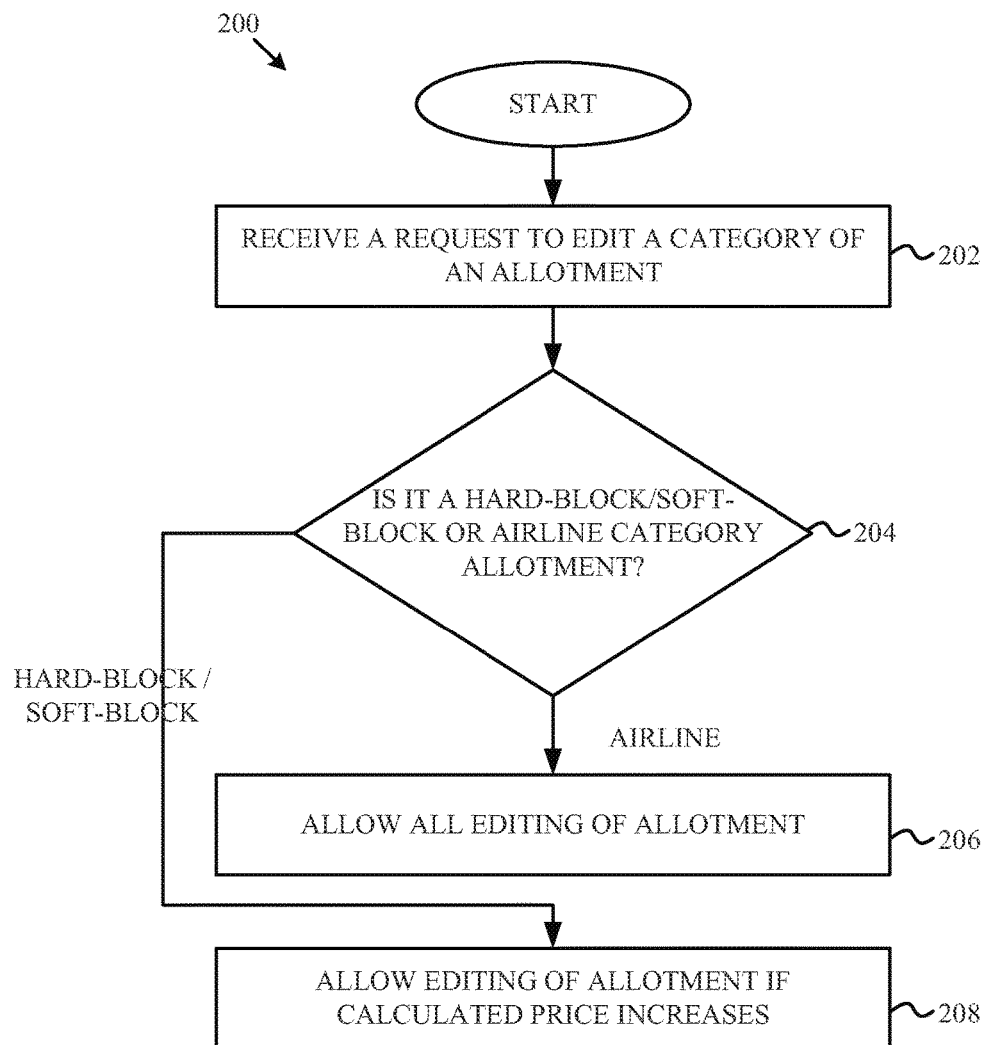 200
START
RECEIVE A REQUEST TO EDIT A CATEGORY OF
AN ALLOTMENT
202
IS IT A HARD-BLOCK/SOFT-
BLOCK OR AIRLINE CATEGORY
ALLOTMENT?
204
HARD-BLOCK /
SOFT-BLOCK
AIRLINE
ALLOW ALL EDITING OF ALLOTMENT
206
ALLOW EDITING OF ALLOTMENT IF
CALCULATED PRICE INCREASES
208